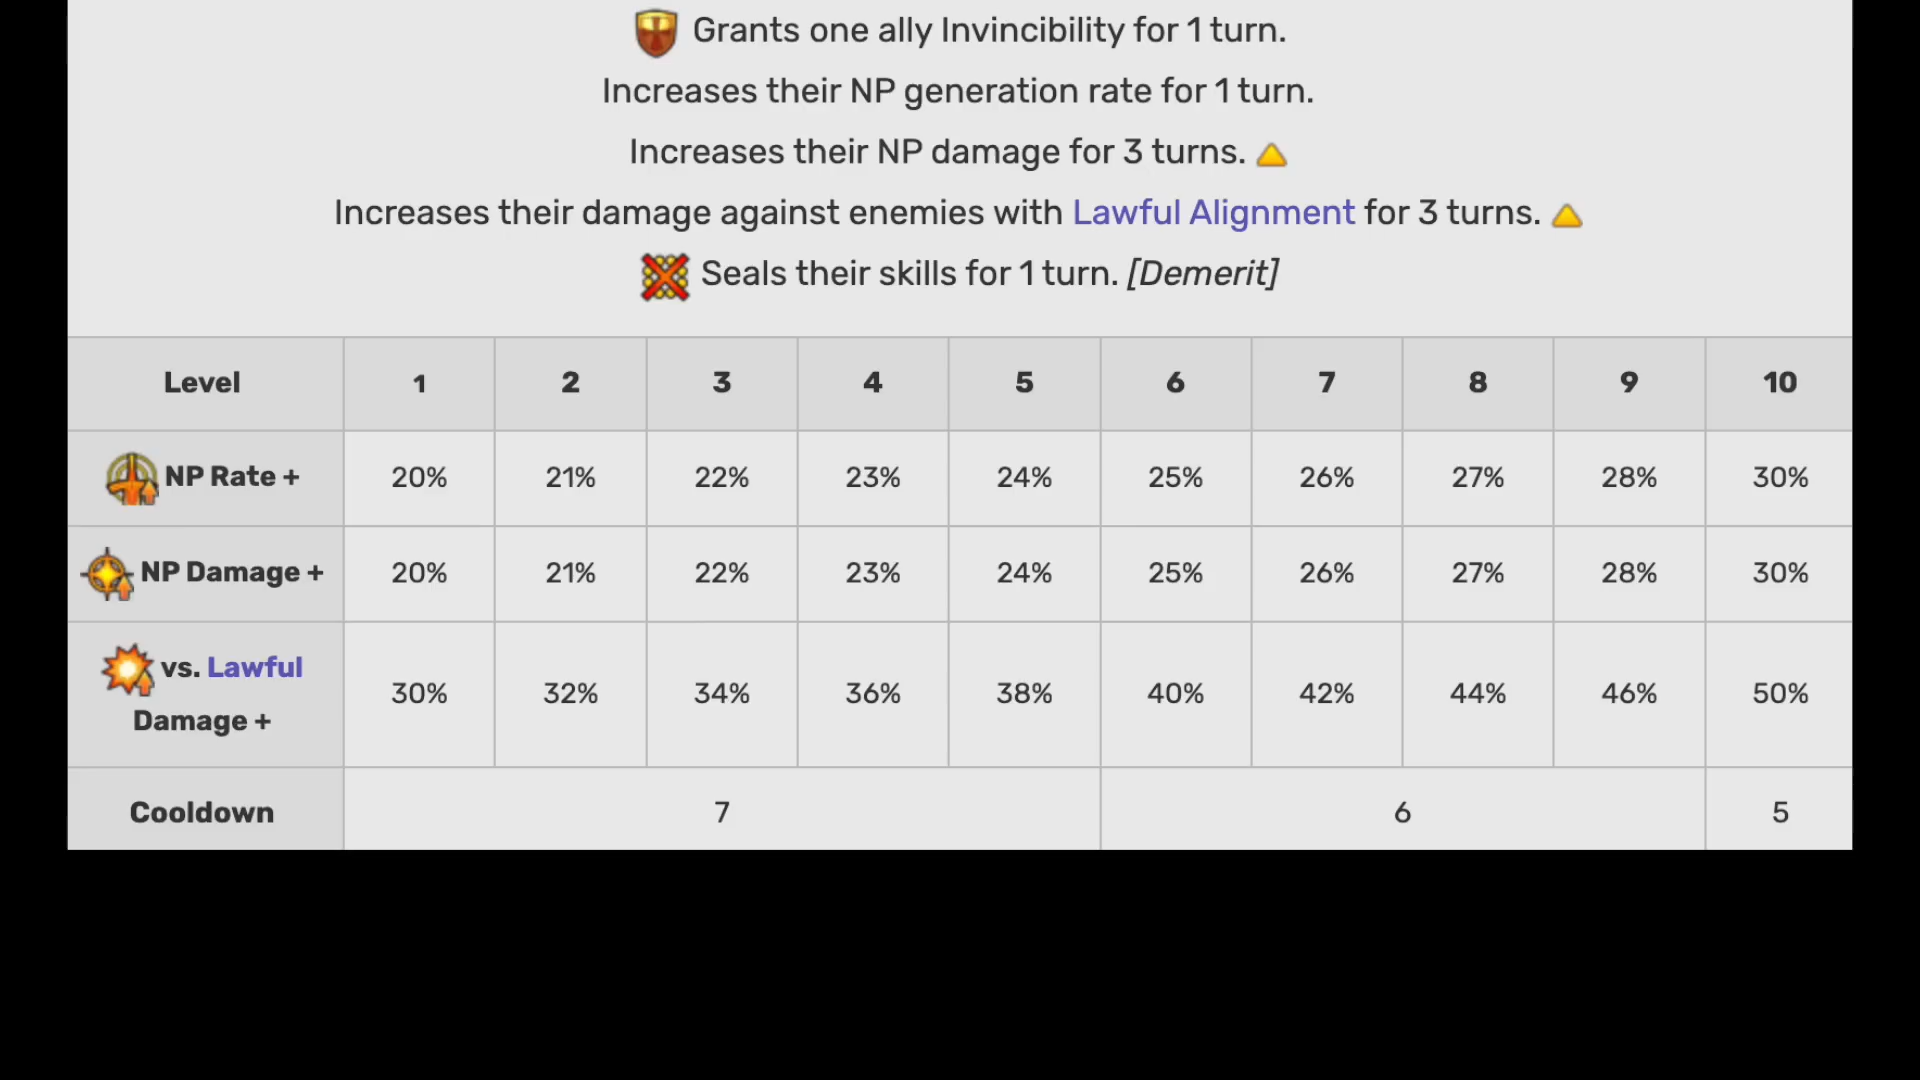 Grants one ally Invincibility for 1 turn.
Increases their NP generation rate for 1 turn.
Increases their NP damage for 3 turns.
Increases their damage against enemies with Lawful Alignment for 3 turns.
Seals their skills for 1 turn. [Demerit]
Level 1 2 3 4 5 6 7 8 9 10
NP Rate + 20% 21% 22% 23% 24% 25% 26% 27% 28% 30%
NP Damage + 20% 21% 22% 23% 24% 25% 26% 27% 28% 30%
vs. Lawful
Damage + 30% 32% 34% 36% 38% 40% 42% 44% 46% 50%
Cooldown 7 6 5